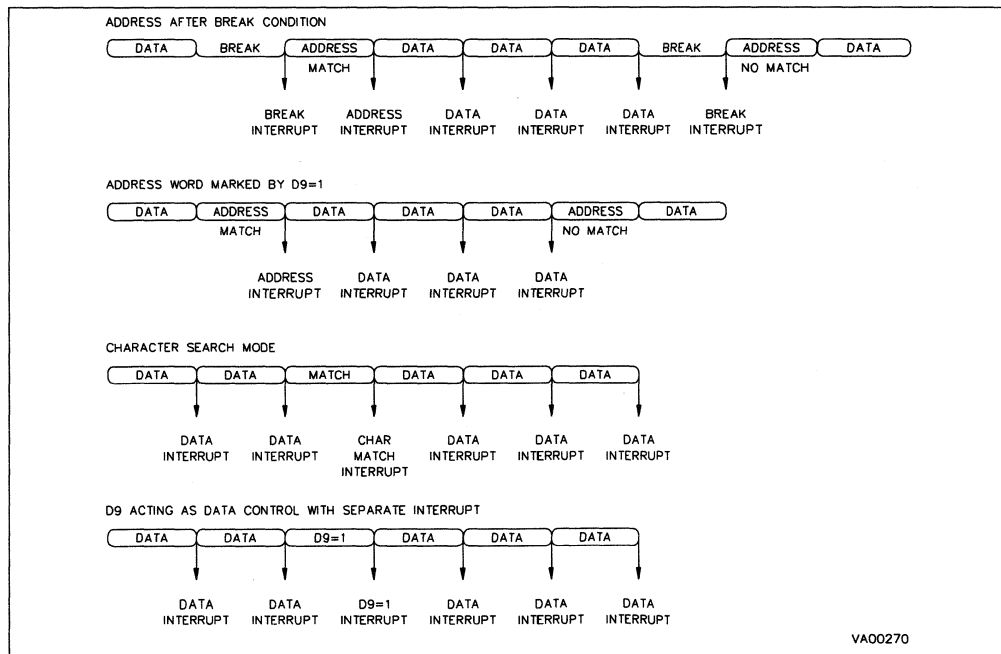 ADDRESS AFTER BREAK CONDITION
DATA BREAK ADDRESS DATA DATA DATA BREAK ADDRESS DATA
MATCH NO MATCH
BREAK ADDRESS DATA DATA DATA BREAK
INTERRUPT INTERRUPT INTERRUPT INTERRUPT INTERRUPT INTERRUPT
ADDRESS WORD MARKED BY D9=1
DATA ADDRESS DATA DATA DATA ADDRESS DATA
MATCH NO MATCH
ADDRESS DATA DATA DATA
INTERRUPT INTERRUPT INTERRUPT INTERRUPT
CHARACTER SEARCH MODE
DATA DATA MATCH DATA DATA DATA
DATA DATA CHAR DATA DATA DATA
INTERRUPT INTERRUPT MATCH INTERRUPT INTERRUPT INTERRUPT
INTERRUPT
D9 ACTING AS DATA CONTROL WITH SEPARATE INTERRUPT
DATA DATA D9=1 DATA DATA DATA
DATA DATA D9=1 DATA DATA DATA
INTERRUPT INTERRUPT INTERRUPT INTERRUPT INTERRUPT INTERRUPT
VA00270